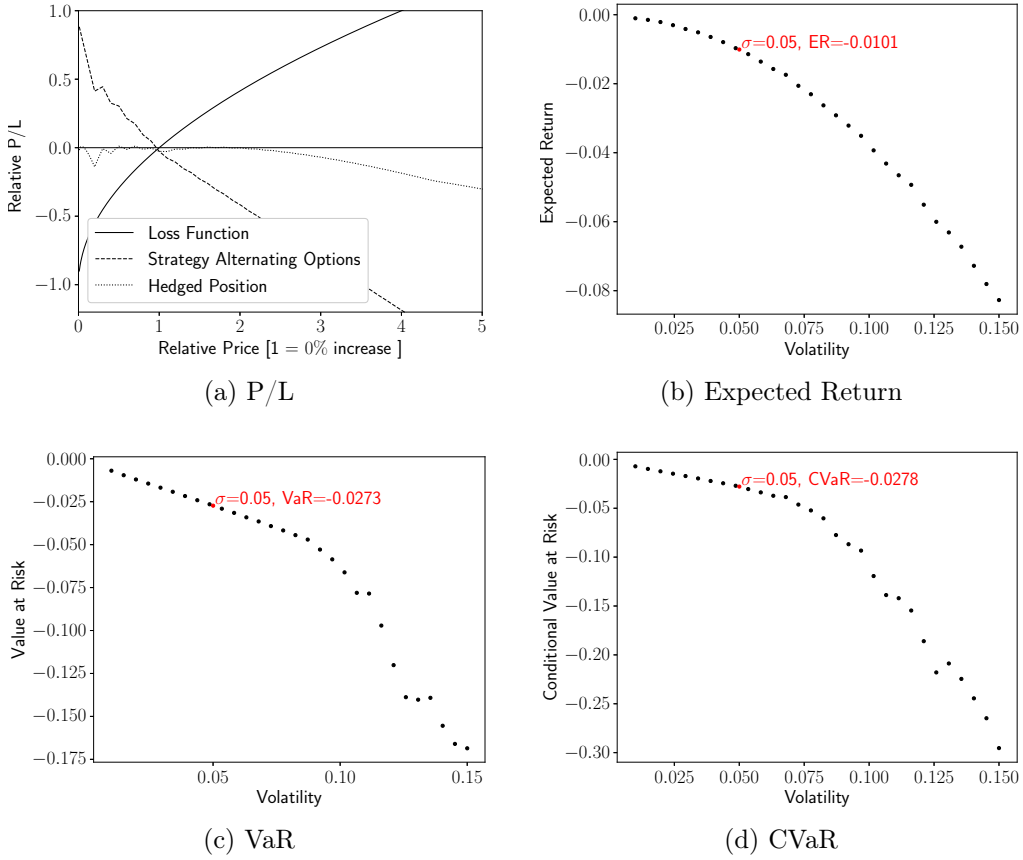 1.0
0.5
0.0
−0.5
−1.0
Relative P/L
Loss Function
Strategy Alternating Options
Hedged Position
0 1 2 3 4 5
Relative Price [1 = 0% increase ]
(a) P/L
0.00
−0.02
−0.04
−0.06
−0.08
Expected Return
σ=0.05, ER=-0.0101
0.025 0.050 0.075 0.100 0.125 0.150
Volatility
(b) Expected Return
0.000
−0.025
−0.050
−0.075
−0.100
−0.125
−0.150
−0.175
Value at Risk
σ=0.05, VaR=-0.0273
0.05 0.10 0.15
Volatility
(c) VaR
0.00
−0.05
−0.10
−0.15
−0.20
−0.25
−0.30
Conditional Value at Risk
σ=0.05, CVaR=-0.0278
0.025 0.050 0.075 0.100 0.125 0.150
Volatility
(d) CVaR